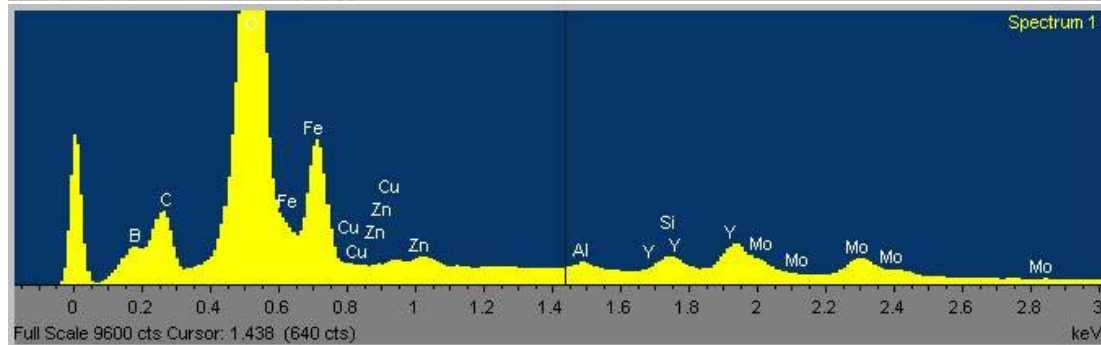 Spectrum 1
O
Fe
Cu
C
Fe
Zn
Si
B
Cu Zn
Zn
Al
Y
Y
Y
Mo
Mo
Mo
Mo
Mo
Cu
0 0.2 0.4 0.6 0.8 1 1.2 1.4 1.6 1.8 2 2.2 2.4 2.6 2.8 3
Full Scale 9600 cts Cursor: 1.438 (640 cts) keV